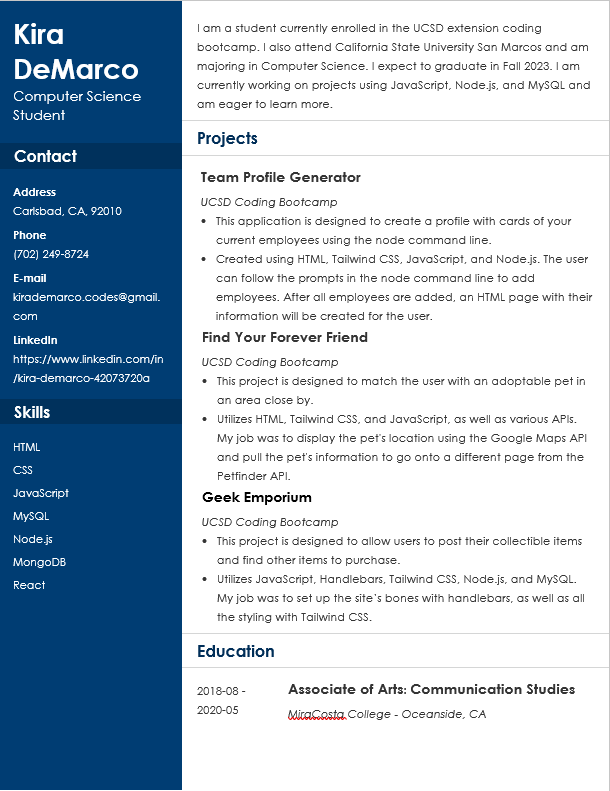 Kira
DeMarco
Computer Science
Student
Contact
Address
Carlsbad, CA, 92010
Phone
(702) 249-8724
E-mail
kirademarco.codes@gmail.
com
LinkedIn
https://www.linkedin.com/in
/kira-demarco-42073720a
Skills
HTML
CSS
JavaScript
MySQL
Node.js
MongoDB
React
I am a student currently enrolled in the UCSD extension coding
bootcamp. I also attend California State University San Marcos and am
majoring in Computer Science. I expect to graduate in Fall 2023. I am
currently working on projects using JavaScript, Node.js, and MySQL and
am eager to learn more.
Projects
Team Profile Generator
UCSD Coding Bootcamp
• This application is designed to create a profile with cards of your
current employees using the node command line.
• Created using HTML, Tailwind CSS, JavaScript, and Node.js. The user
can follow the prompts in the node command line to add
employees. After all employees are added, an HTML page with their
information will be created for the user.
Find Your Forever Friend
UCSD Coding Bootcamp
• This project is designed to match the user with an adoptable pet in
an area close by.
• Utilizes HTML, Tailwind CSS, and JavaScript, as well as various APIs.
My job was to display the pet's location using the Google Maps API
and pull the pet's information to go onto a different page from the
Petfinder API.
Geek Emporium
UCSD Coding Bootcamp
• This project is designed to allow users to post their collectible items
and find other items to purchase.
• Utilizes JavaScript, Handlebars, Tailwind CSS, Node.js, and MySQL.
My job was to set up the site's bones with handlebars, as well as all
the styling with Tailwind CSS.
Education
2018-08 -
2020-05
Associate of Arts: Communication Studies
MiraCosta College - Oceanside, CA